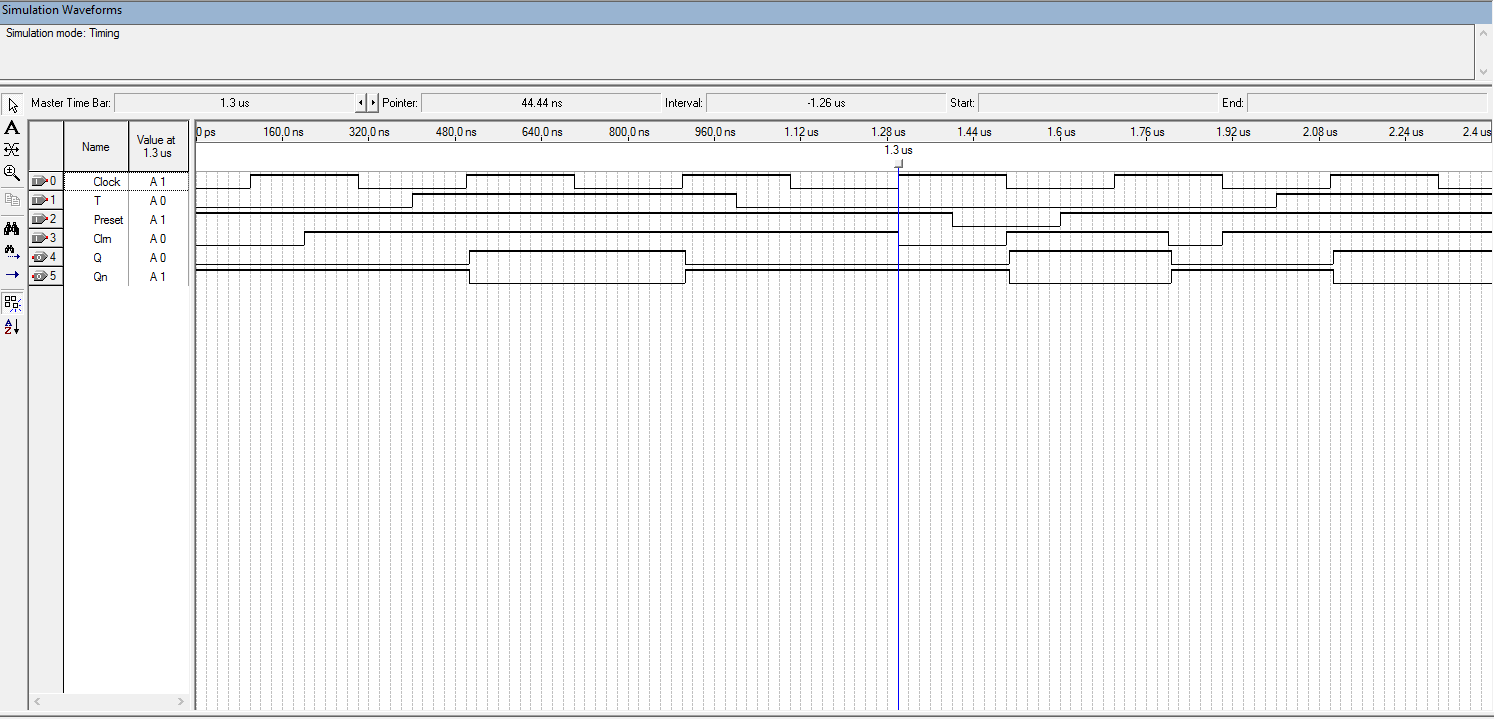 Simulation Waveforms
Simulation mode: Timing
Master Time Bar: 1.3 us Pointer: 44.44 ns Interval: -1.26 us Start: End:
Name Value at 1.3 us
0 ps 160.0 ns 320.0 ns 480.0 ns 640.0 ns 800.0 ns 960.0 ns 1.12 us 1.28 us 1.44 us 1.6 us 1.76 us 1.92 us 2.08 us 2.24 us 2.4 us
1.3 us
0 Clock A 1
1 T A 0
2 Preset A 1
3 Clrn A 0
4 Q A 0
5 Qn A 1